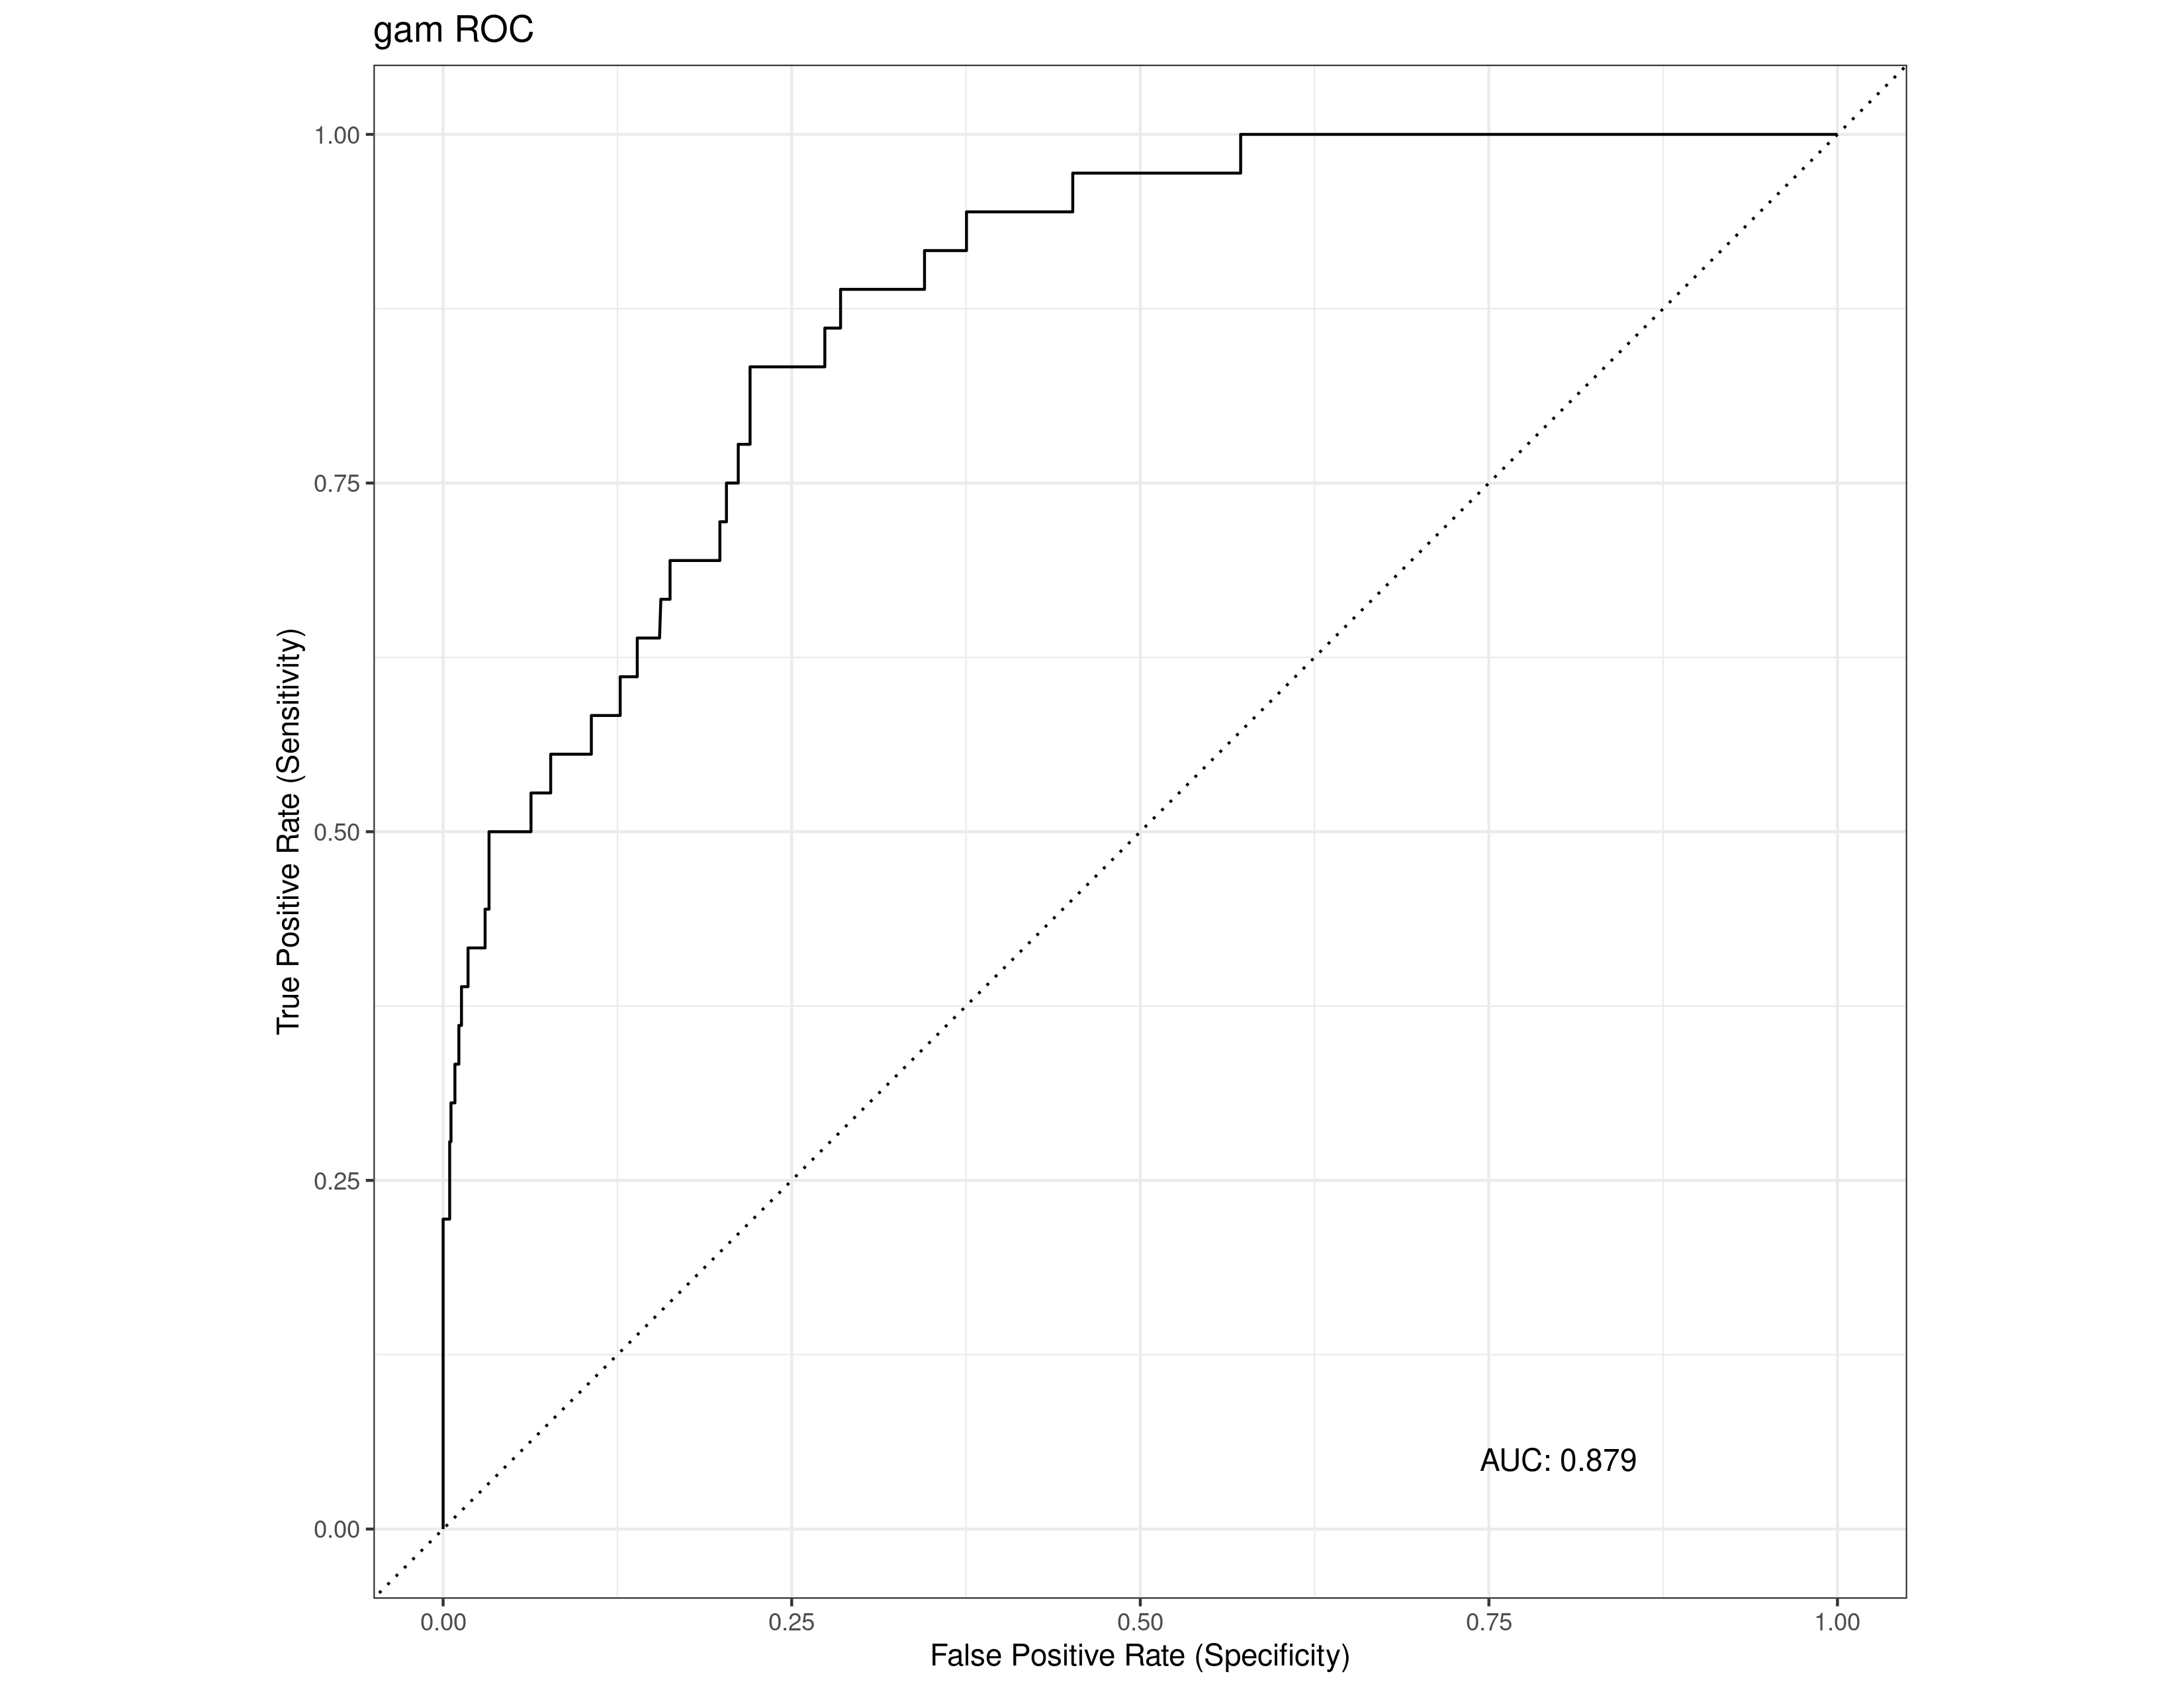 gam ROC
1.00
0.75
0.50
0.25
0.00
True Positive Rate (Sensitivity)
AUC: 0.879
0.00 0.25 0.50 0.75 1.00
False Positive Rate (Specificity)